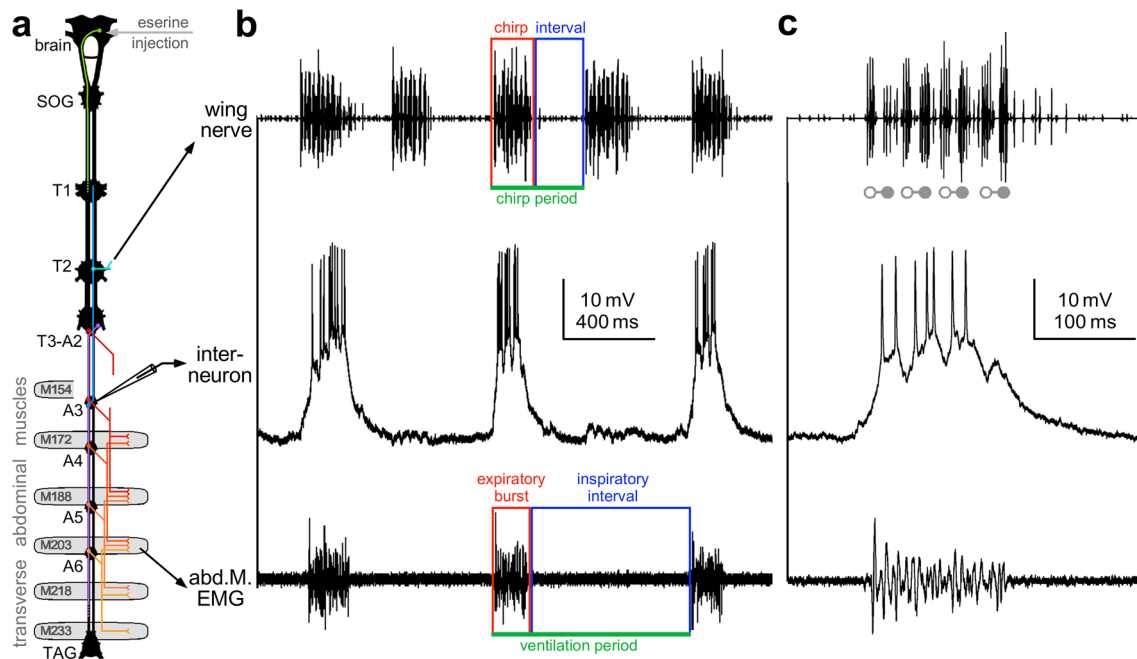 a
eserine
injection
brain
SOG
T1
T2
T3-A2
M154
A3
M172
A4
M188
A5
M203
A6
M218
M233
TAG
transverse abdominal muscles
wing
nerve
inter-
neuron
abd.M.
EMG
b
chirp
interval
chirp period
10 mV
400 ms
expiratory
burst
inspiratory
interval
ventilation period
c
10 mV
100 ms